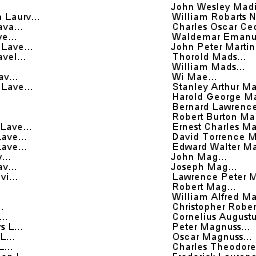 John Wesley Madi
Laurv... William Robarts N
ava... Charles Oscar Cec
ve... Waldemar Emanu
Lave... John Peter Martin
avel... Thorold Mads...
William Mads...
av... Wi Mae...
Lave... Stanley Arthur Ma
Harold George Ma
Bernard Lawrence
Robert Burton Ma
Lave... Ernest Charles Ma
Lave... David Torrence M
Lave... Edward Walter Ma
v... John Mag...
av... Joseph Mag...
vi... Lawrence Peter M
Robert Mag...
William Alfred Ma
Christopher Rober
... Cornelius Augustu
s L... Peter Magnuss...
L... Oscar Magnuss...
L... Charles Theodore